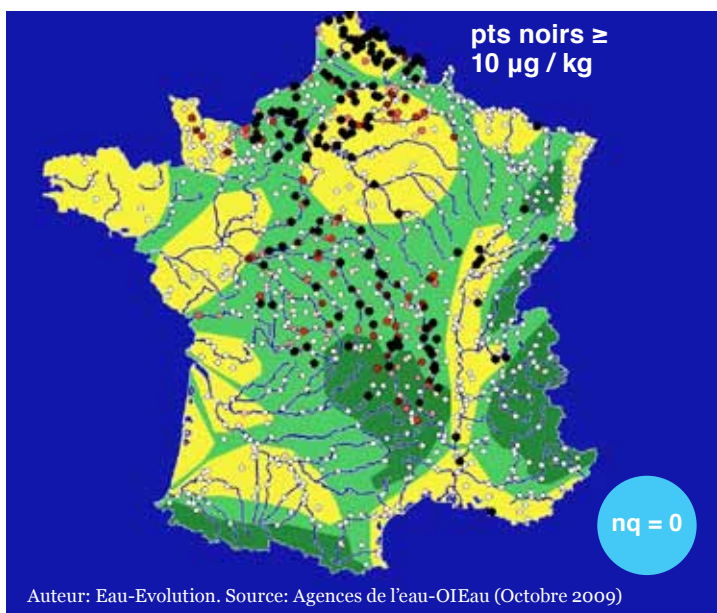 pts noirs ≥
10 µg / kg
nq = 0
Auteur: Eau-Evolution. Source: Agences de l'eau-OIEau (Octobre 2009)